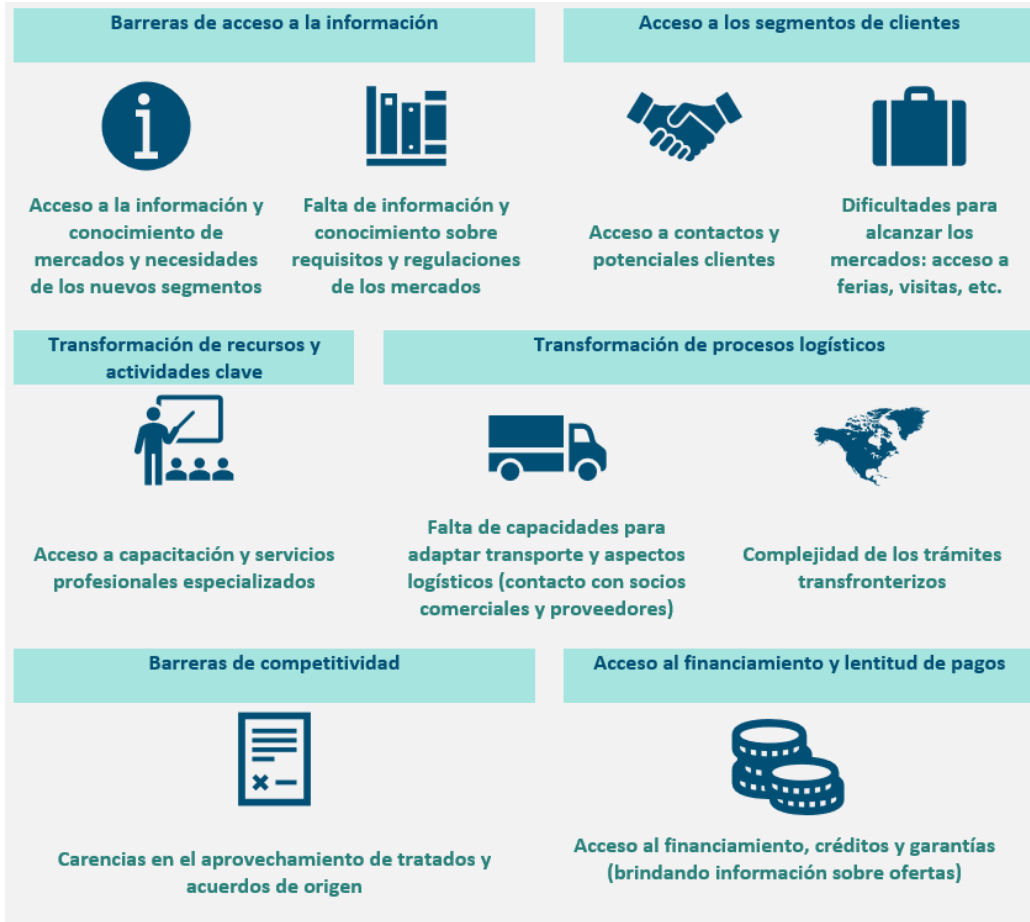 Barreras de acceso a la información
Acceso a los segmentos de clientes
Acceso a la información y
conocimiento de
mercados y necesidades
de los nuevos segmentos
Falta de información y
conocimiento sobre
requisitos y regulaciones
de los mercados
Acceso a contactos y
potenciales clientes
Dificultades para
alcanzar los
mercados: acceso a
ferias, visitas, etc.
Transformación de recursos y
actividades clave
Transformación de procesos logísticos
Acceso a capacitación y servicios
profesionales especializados
Falta de capacidades para
adaptar transporte y aspectos
logísticos (contacto con socios
comerciales y proveedores)
Complejidad de los trámites
transfronterizos
Barreras de competitividad
Acceso al financiamiento y lentitud de pagos
Carencias en el aprovechamiento de tratados y
acuerdos de origen
Acceso al financiamiento, créditos y garantías
(brindando información sobre ofertas)